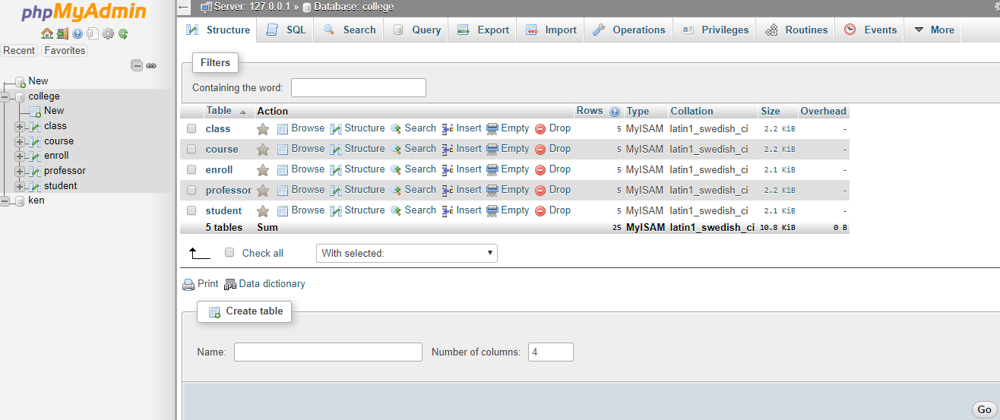 phpMyAdmin
Recent Favorites
New
college
New
class
course
enroll
professor
student
ken
Server: 127.0.0.1 » Database: college
Structure SQL Search Query Export Import Operations Privileges Routines Events More
Filters
Containing the word:
Table Action Rows Type Collation Size Overhead
class Browse Structure Search Insert Empty Drop 5 MyISAM latin1_swedish_ci 2.2 KiB -
course Browse Structure Search Insert Empty Drop 5 MyISAM latin1_swedish_ci 2.2 KiB -
enroll Browse Structure Search Insert Empty Drop 5 MyISAM latin1_swedish_ci 2.1 KiB -
professor Browse Structure Search Insert Empty Drop 5 MyISAM latin1_swedish_ci 2.2 KiB -
student Browse Structure Search Insert Empty Drop 5 MyISAM latin1_swedish_ci 2.1 KiB -
5 tables Sum 25 MyISAM latin1_swedish_ci 10.8 KiB 0 B
Check all With selected:
Print Data dictionary
Create table
Name: Number of columns: 4
Go